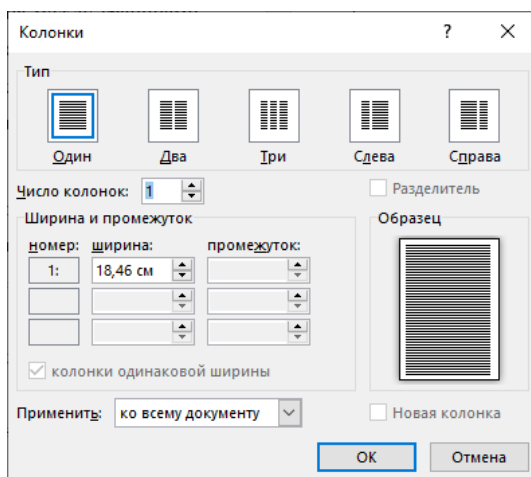 Колонки ?
Тип
Один Два Три Слева Справа
Число колонок: 1 Разделитель
Ширина и промежуток Образец
номер: ширина: промежуток:
1: 18,46 см
колонки одинаковой ширины
Применить: ко всему документу Новая колонка
ОК Отмена